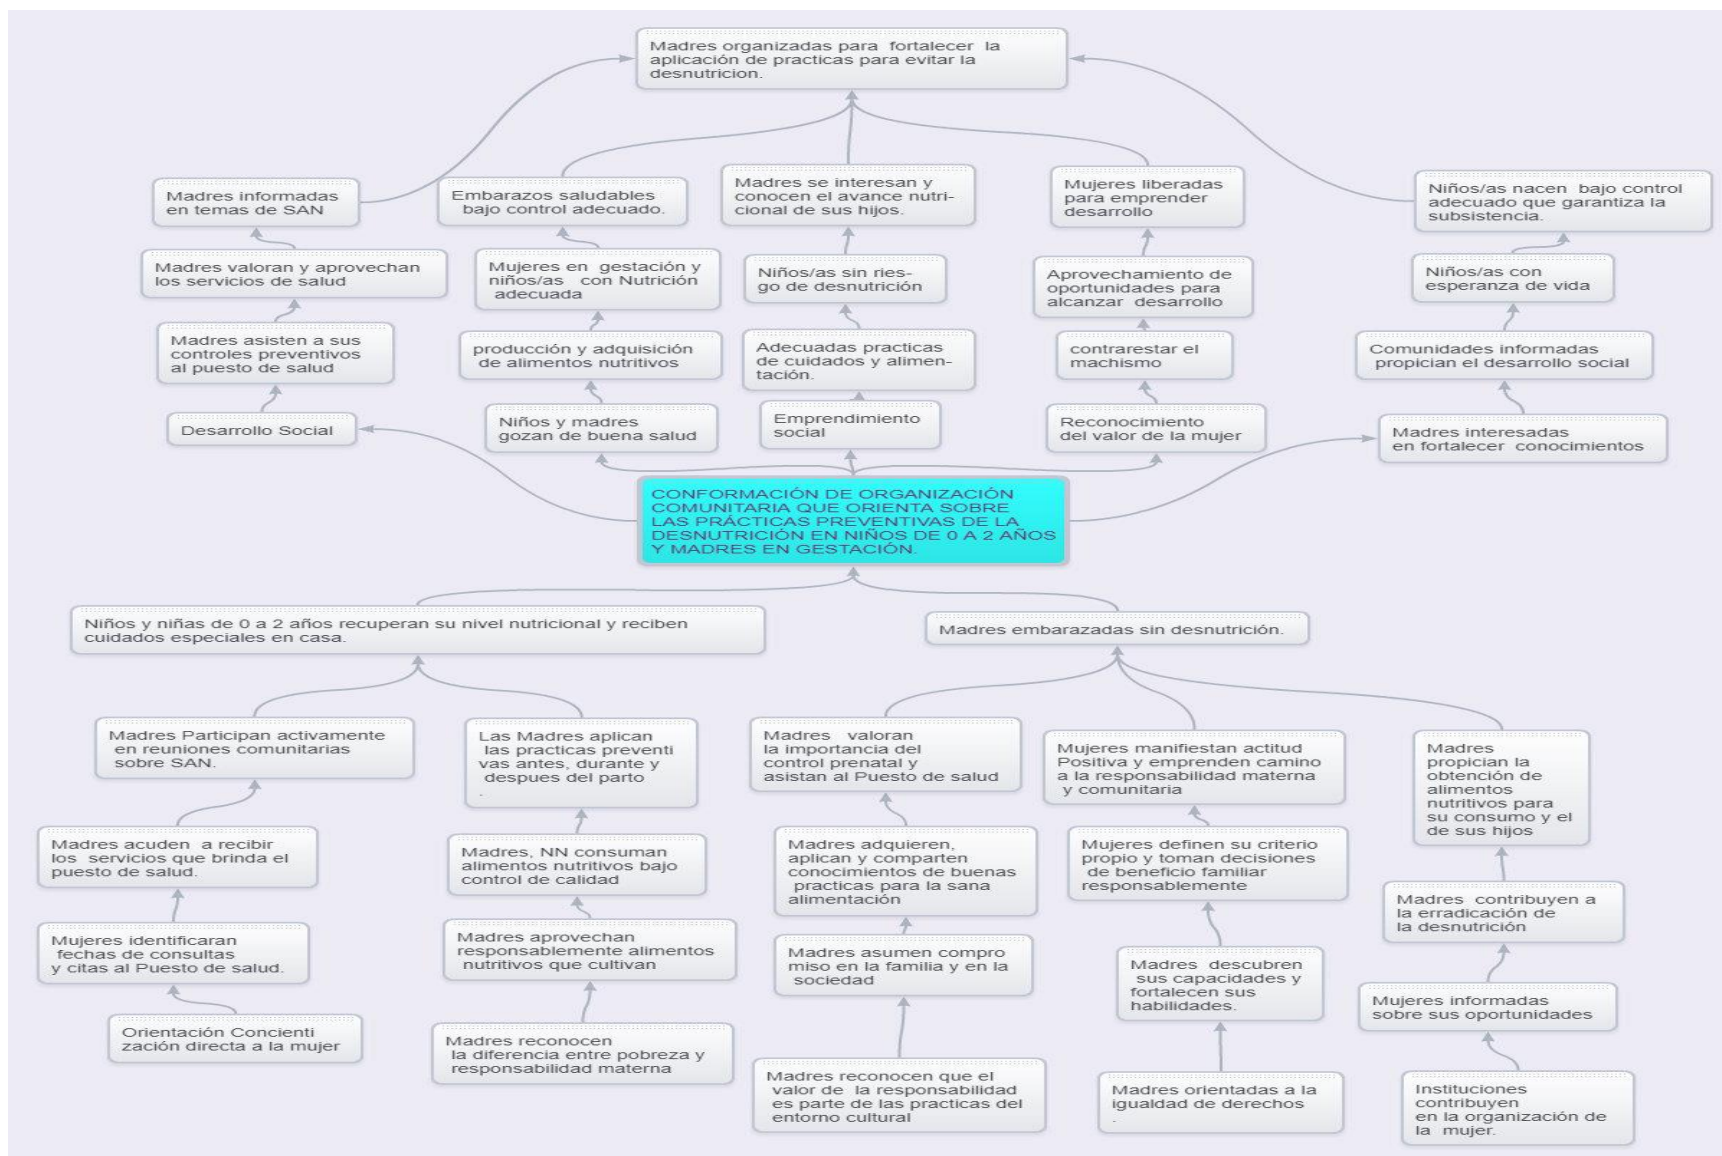 Madres organizadas para fortalecer la
aplicación de practicas para evitar la
desnutricion.
Madres informadas
en temas de SAN
Embarazos saludables
bajo control adecuado.
Madres se interesan y
conocen el avance nutri-
cional de sus hijos.
Mujeres liberadas
para emprender
desarrollo
Niños/as nacen bajo control
adecuado que garantiza la
subsistencia.
Madres valoran y aprovechan
los servicios de salud
Mujeres en gestación y
niños/as con Nutrición
adecuada
Niños/as sin ries-
go de desnutrición
Aprovechamiento de
oportunidades para
alcanzar desarrollo
Niños/as con
esperanza de vida
Madres asisten a sus
controles preventivos
al puesto de salud
producción y adquisición
de alimentos nutritivos
Adecuadas practicas
de cuidados y alimen-
tación.
contrarestar el
machismo
Comunidades informadas
propician el desarrollo social
Desarrollo Social
Niños y madres
gozan de buena salud
Emprendimiento
social
Reconocimiento
del valor de la mujer
Madres interesadas
en fortalecer conocimientos
CONFORMACIÓN DE ORGANIZACIÓN
COMUNITARIA QUE ORIENTA SOBRE
LAS PRÁCTICAS PREVENTIVAS DE LA
DESNUTRICIÓN EN NIÑOS DE 0 A 2 AÑOS
Y MADRES EN GESTACIÓN.
Niños y niñas de 0 a 2 años recuperan su nivel nutricional y reciben
cuidados especiales en casa.
Madres embarazadas sin desnutrición.
Madres Participan activamente
en reuniones comunitarias
sobre SAN.
Las Madres aplican
las practicas preventi
vas antes, durante y
despues del parto
.
Madres valoran
la importancia del
control prenatal y
asistan al Puesto de salud
Mujeres manifiestan actitud
Positiva y emprenden camino
a la responsabilidad materna
y comunitaria
Madres
propician la
obtención de
alimentos
nutritivos para
su consumo y el
de sus hijos
Madres acuden a recibir
los servicios que brinda el
puesto de salud.
Madres, NN consuman
alimentos nutritivos bajo
control de calidad
Madres adquieren,
aplican y comparten
conocimientos de buenas
practicas para la sana
alimentación
Mujeres definen su criterio
propio y toman decisiones
de beneficio familiar
responsablemente
Madres contribuyen a
la erradicación de
la desnutrición
Mujeres identificaran
fechas de consultas
y citas al Puesto de salud.
Madres aprovechan
responsablemente alimentos
nutritivos que cultivan
Madres asumen compro
miso en la familia y en la
sociedad
Madres descubren
sus capacidades y
fortalecen sus
habilidades.
Mujeres informadas
sobre sus oportunidades
Orientación Concienti
zación directa a la mujer
Madres reconocen
la diferencia entre pobreza y
responsabilidad materna
Madres reconocen que el
valor de la responsabilidad
es parte de las practicas del
entorno cultural
Madres orientadas a la
igualdad de derechos
.
Instituciones
contribuyen
en la organización de
la mujer.